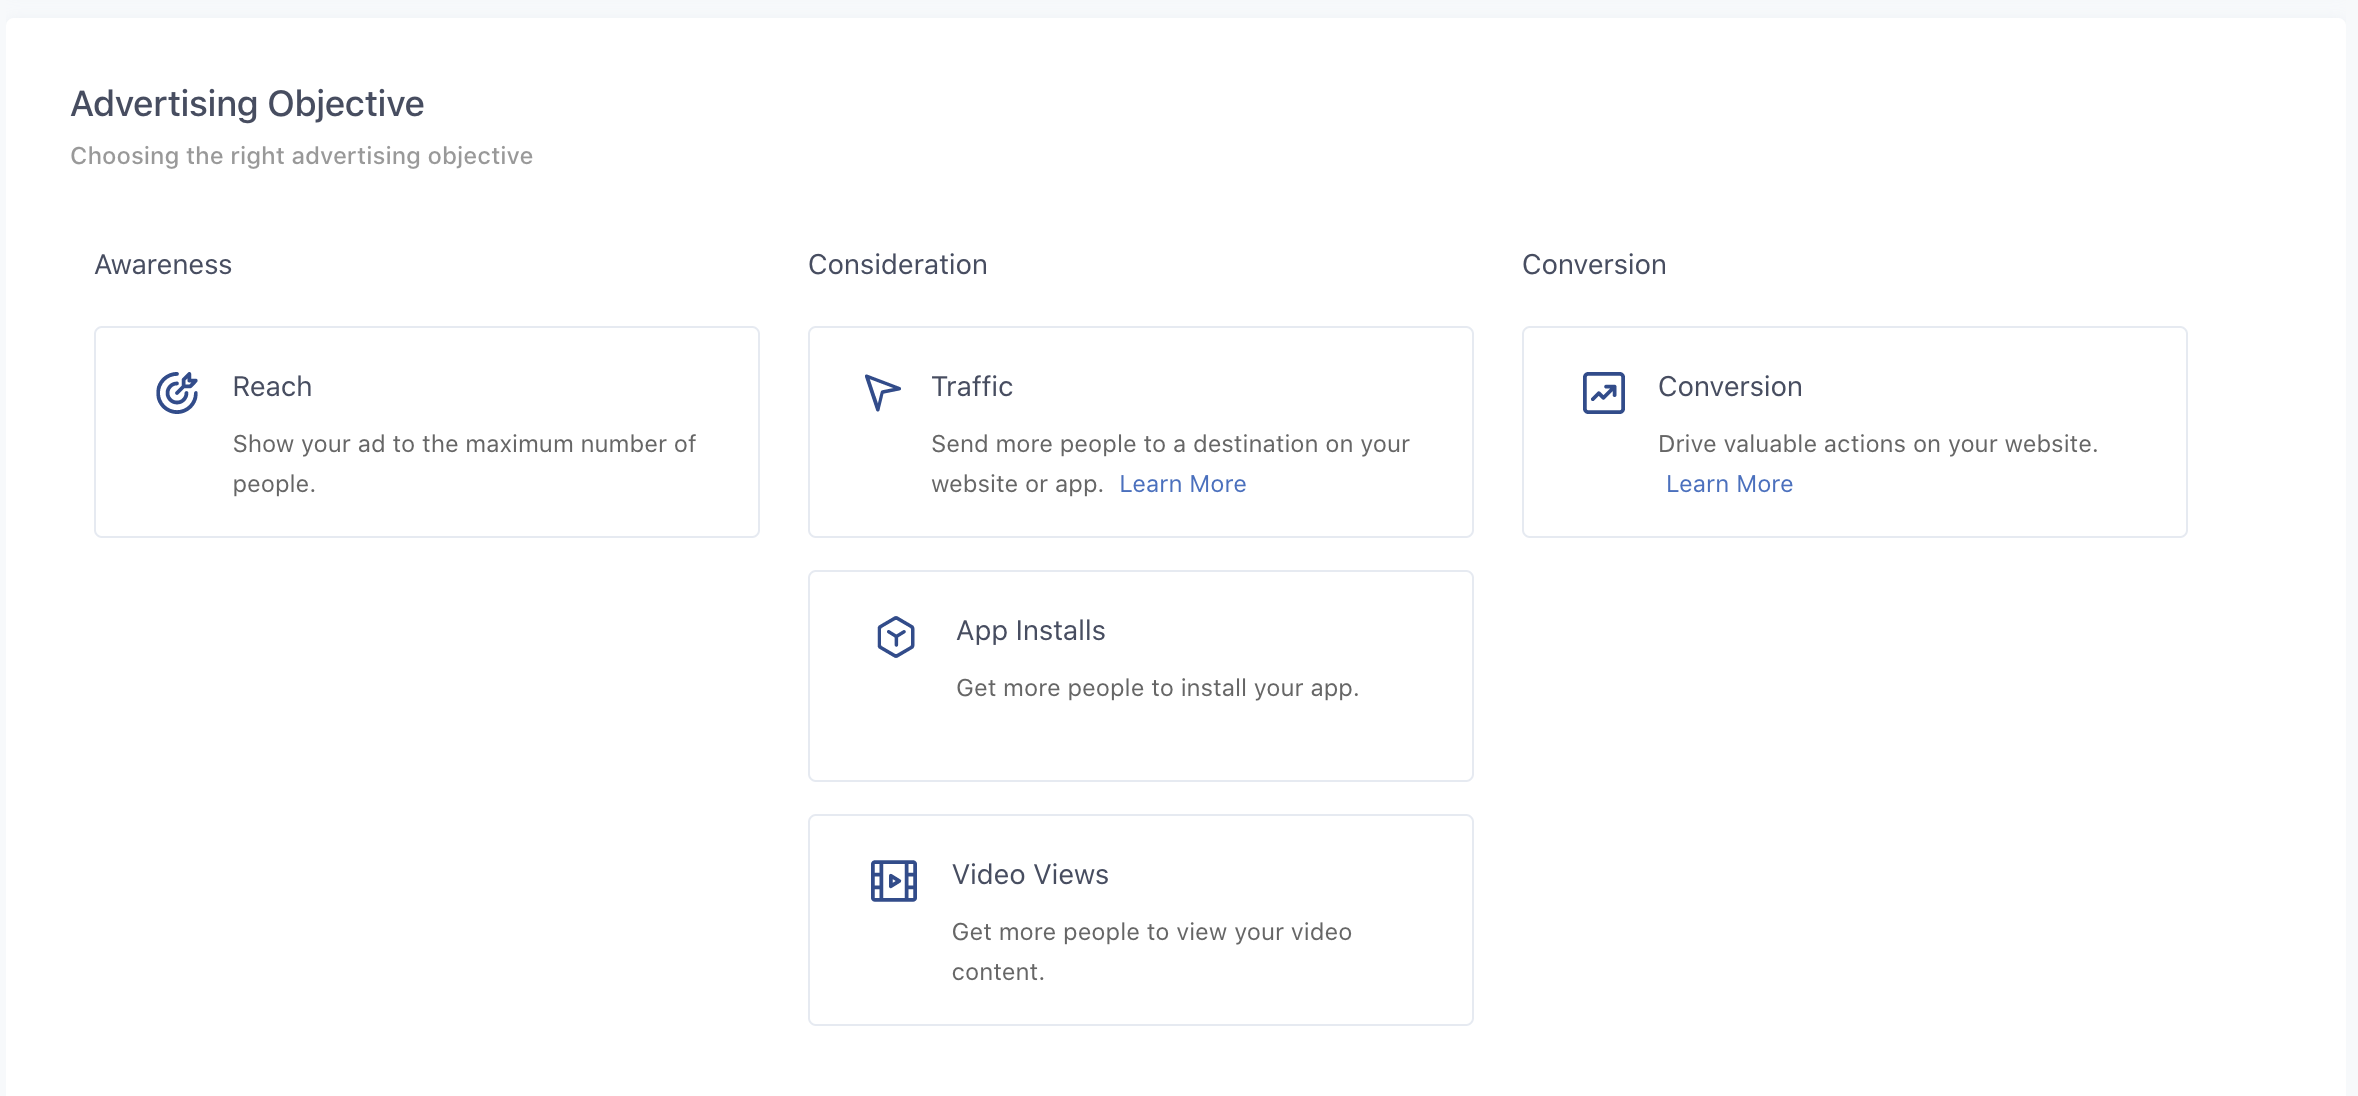 Advertising Objective
Choosing the right advertising objective
Awareness
Reach
Show your ad to the maximum number of
people.
Consideration
Traffic
Send more people to a destination on your
website or app. Learn More
App Installs
Get more people to install your app.
Video Views
Get more people to view your video
content.
Conversion
Conversion
Drive valuable actions on your website.
Learn More